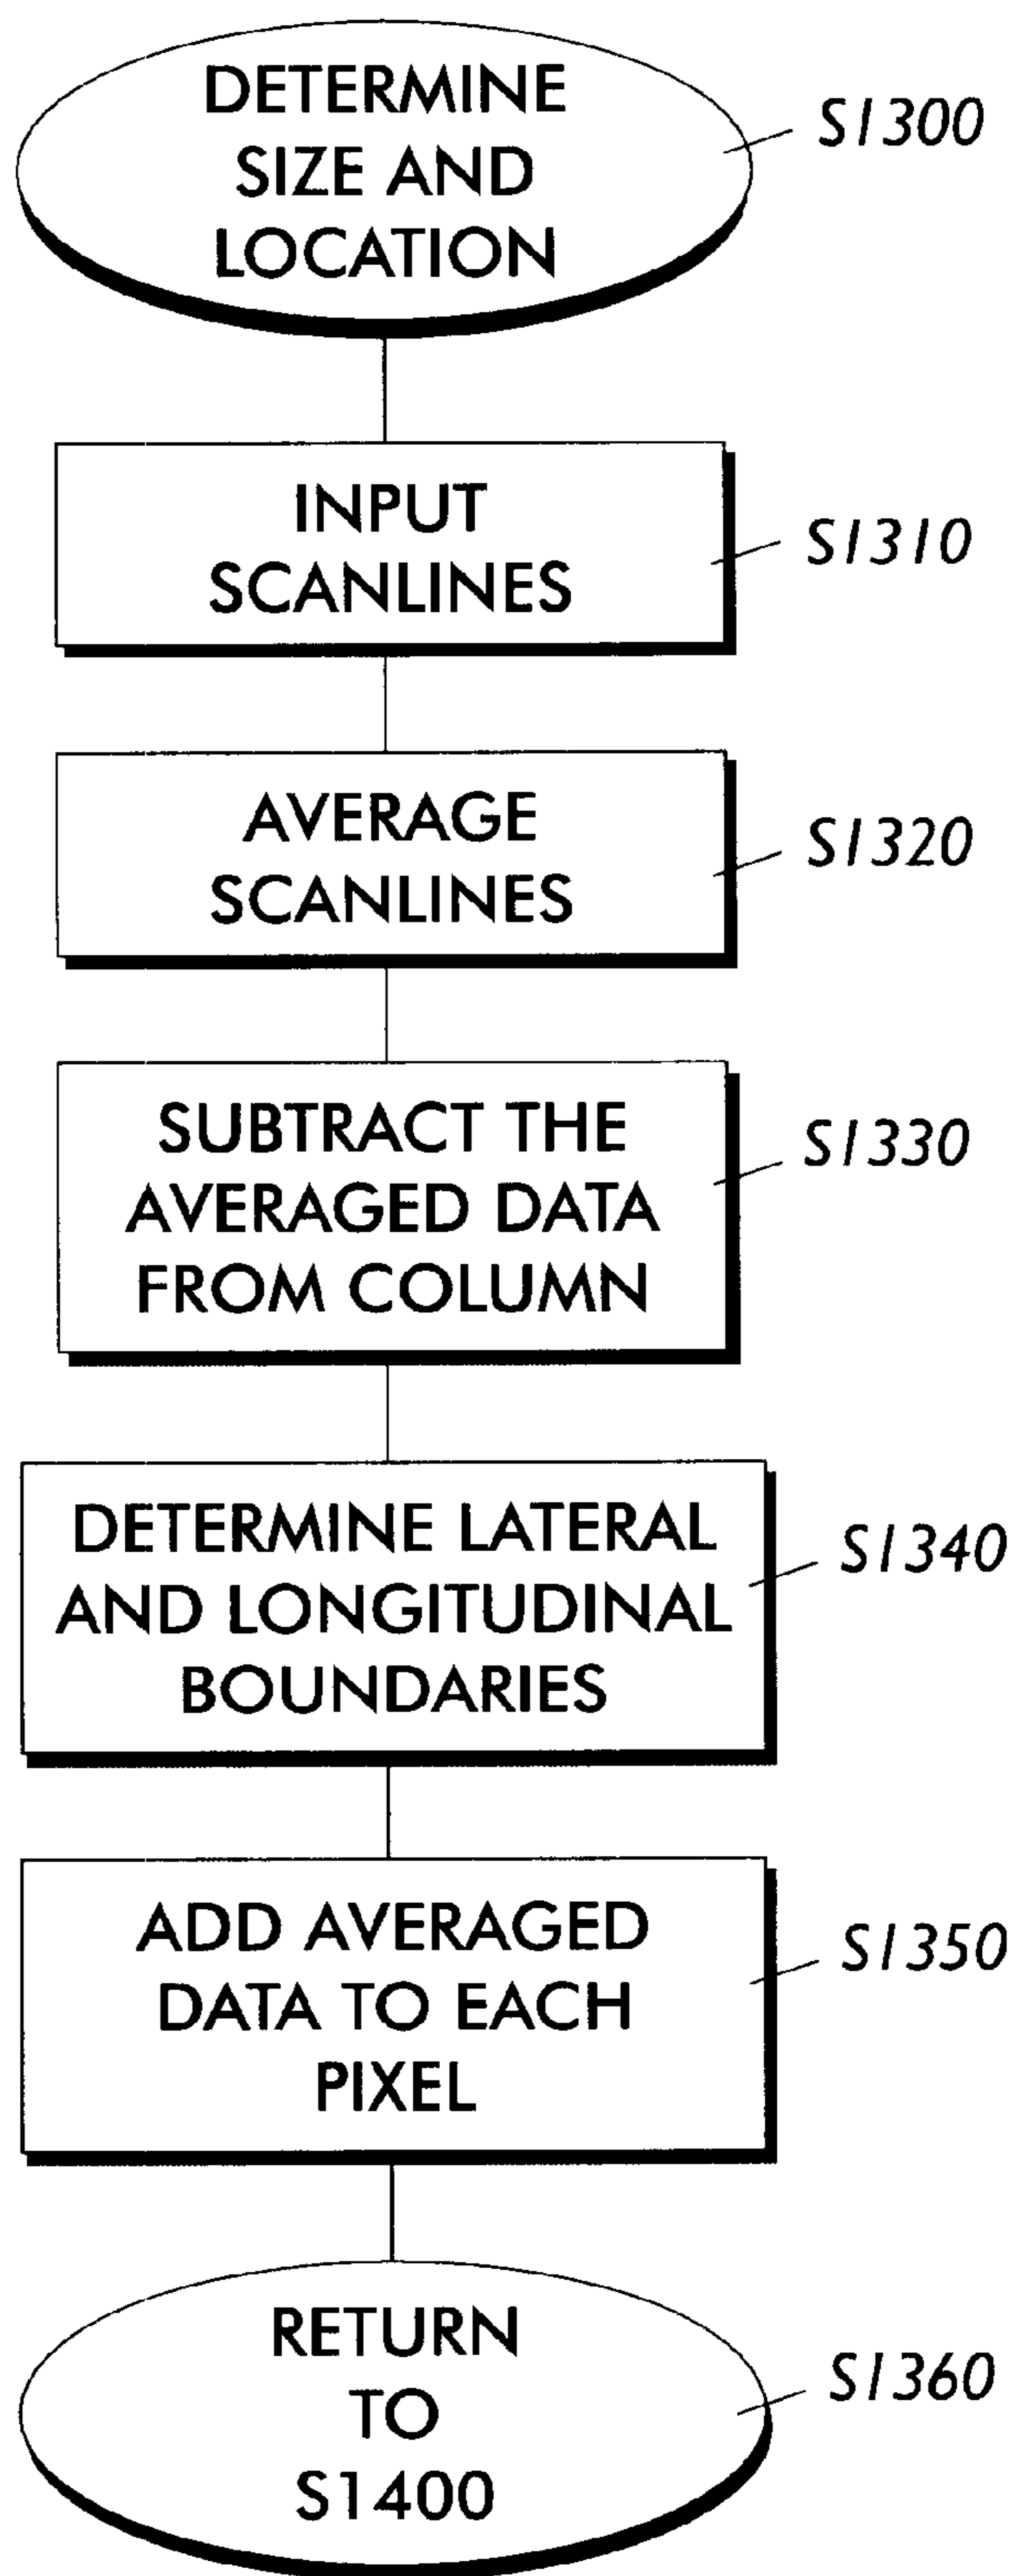 DETERMINE
SIZE AND
LOCATION
S1300
INPUT
SCANLINES
S1310
AVERAGE
SCANLINES
S1320
SUBTRACT THE
AVERAGED DATA
FROM COLUMN
S1330
DETERMINE LATERAL
AND LONGITUDINAL
BOUNDARIES
S1340
ADD AVERAGED
DATA TO EACH
PIXEL
S1350
RETURN
TO
S1400
S1360